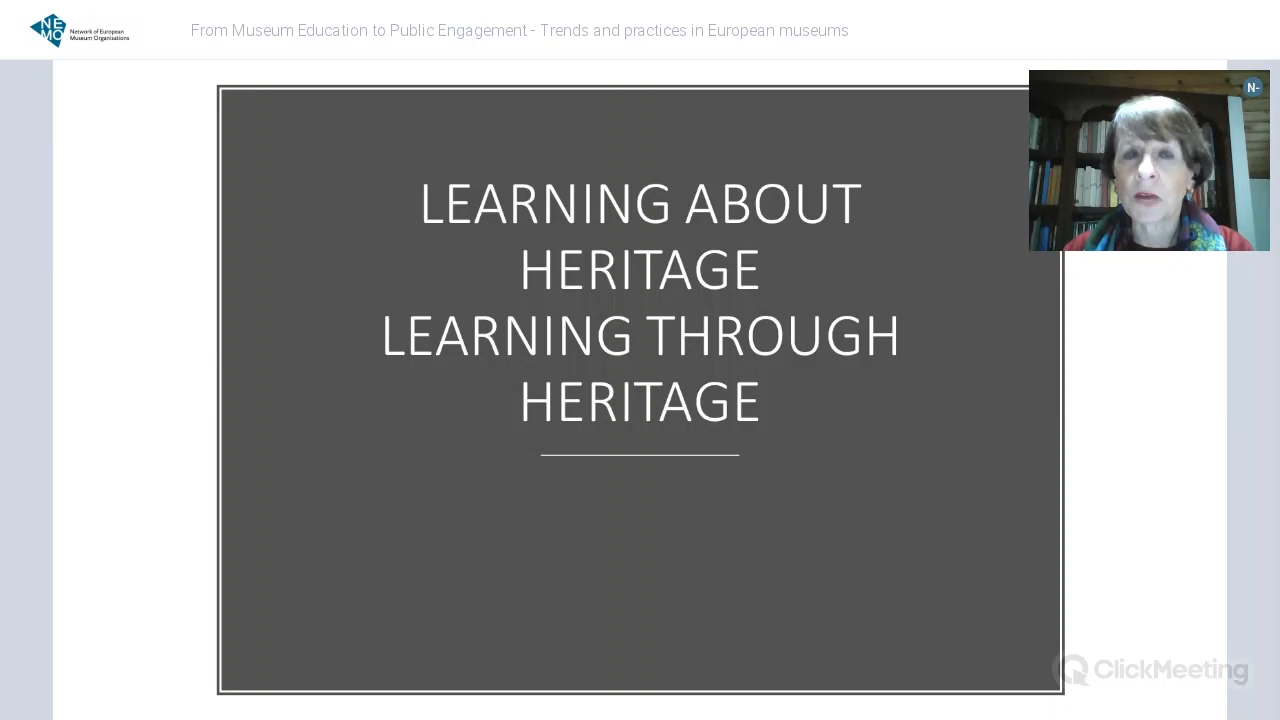 NE
MO
Network of European
Museum Organisations
From Museum Education to Public Engagement - Trends and practices in European museums
N-
LEARNING ABOUT
HERITAGE
LEARNING THROUGH
HERITAGE
ClickMeeting